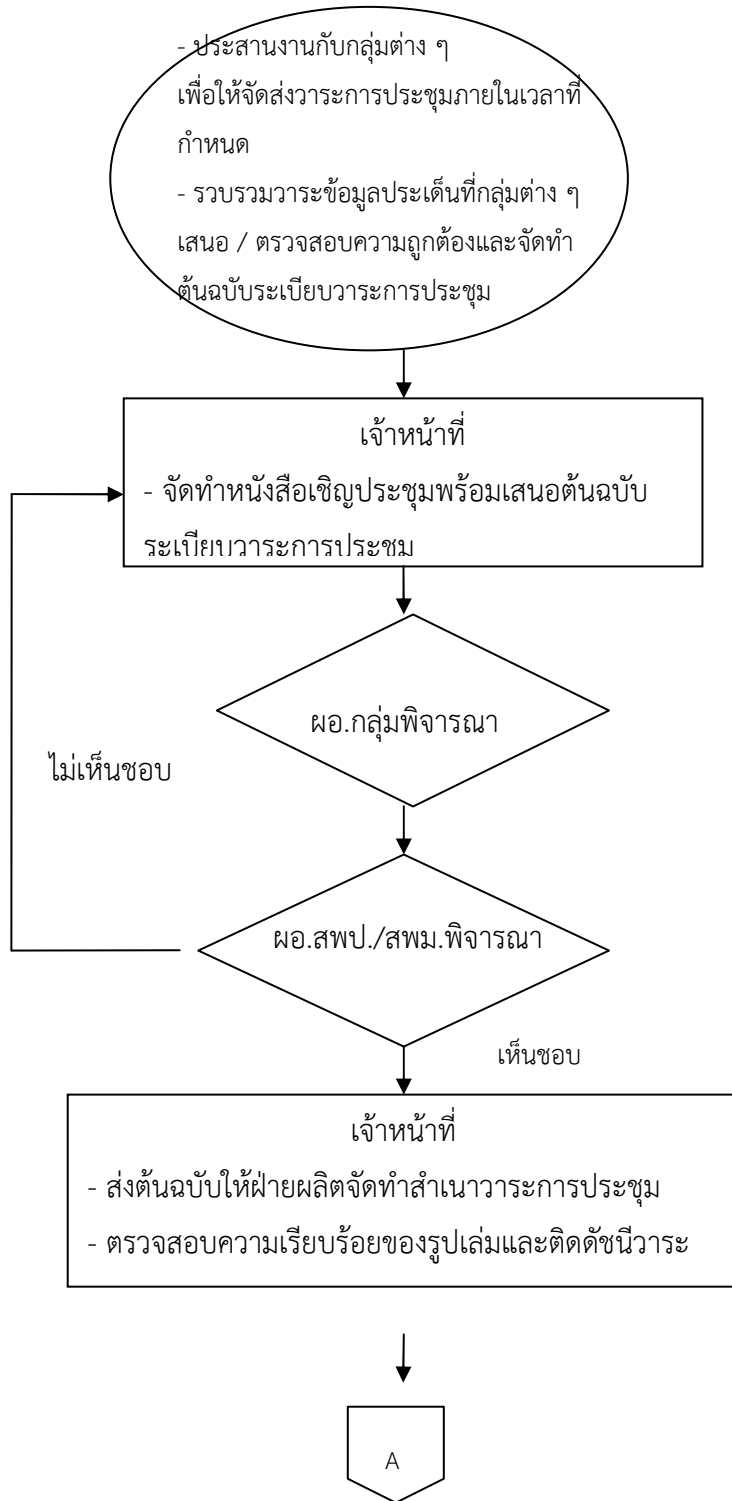 - ประสานงานกับกลุ่มต่าง ๆ
เพื่อให้จัดส่งวาระการประชุมภายในเวลาที่
กำหนด
- รวบรวมวาระข้อมูลประเด็นที่กลุ่มต่าง ๆ
เสนอ / ตรวจสอบความถูกต้องและจัดทำ
ต้นฉบับระเบียบวาระการประชุม
เจ้าหน้าที่
- จัดทำหนังสือเชิญประชุมพร้อมเสนอต้นฉบับ
ระเบียบวาระการประชุม
ผอ.กลุ่มพิจารณา
ไม่เห็นชอบ
ผอ.สพป./สพม.พิจารณา
เห็นชอบ
เจ้าหน้าที่
- ส่งต้นฉบับให้ฝ่ายผลิตจัดทำสำเนาวาระการประชุม
- ตรวจสอบความเรียบร้อยของรูปเล่มและติดดัชนีวาระ
A